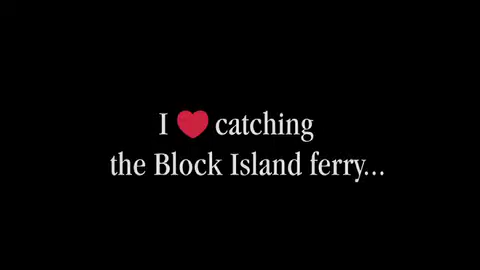 I ❤ catching
the Block Island ferry...